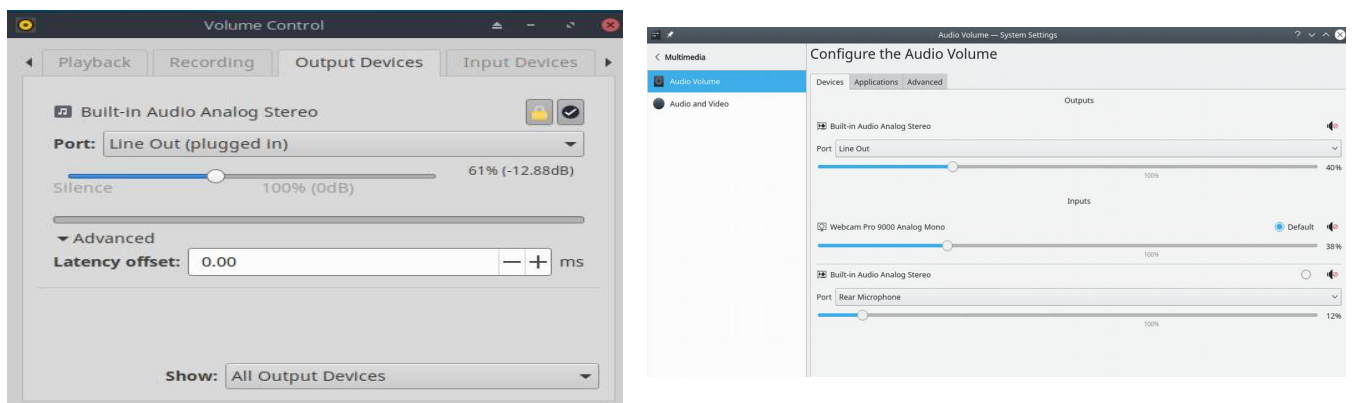 Volume Control
Playback Recording Output Devices Input Devices
Built-in Audio Analog Stereo
Port: Line Out (plugged in)
61% (-12.88dB)
Silence 100% (0dB)
Advanced
Latency offset: 0.00 ms
Show: All Output Devices
Audio Volume — System Settings
Multimedia
Audio Volume
Audio and Video
Configure the Audio Volume
Devices Applications Advanced
Outputs
Built-in Audio Analog Stereo
Port Line Out
40%
100%
Inputs
Webcam Pro 9000 Analog Mono Default
38%
100%
Built-in Audio Analog Stereo
Port Rear Microphone
12%
100%